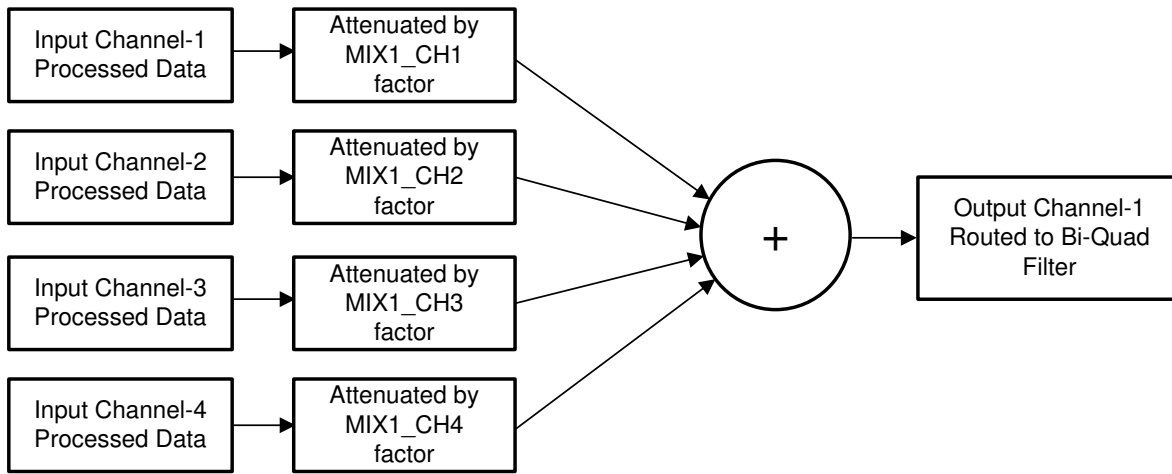 Input Channel-1
Processed Data
Attenuated by
MIX1_CH1
factor
Input Channel-2
Processed Data
Attenuated by
MIX1_CH2
factor
Input Channel-3
Processed Data
Attenuated by
MIX1_CH3
factor
Input Channel-4
Processed Data
Attenuated by
MIX1_CH4
factor
+
Output Channel-1
Routed to Bi-Quad
Filter